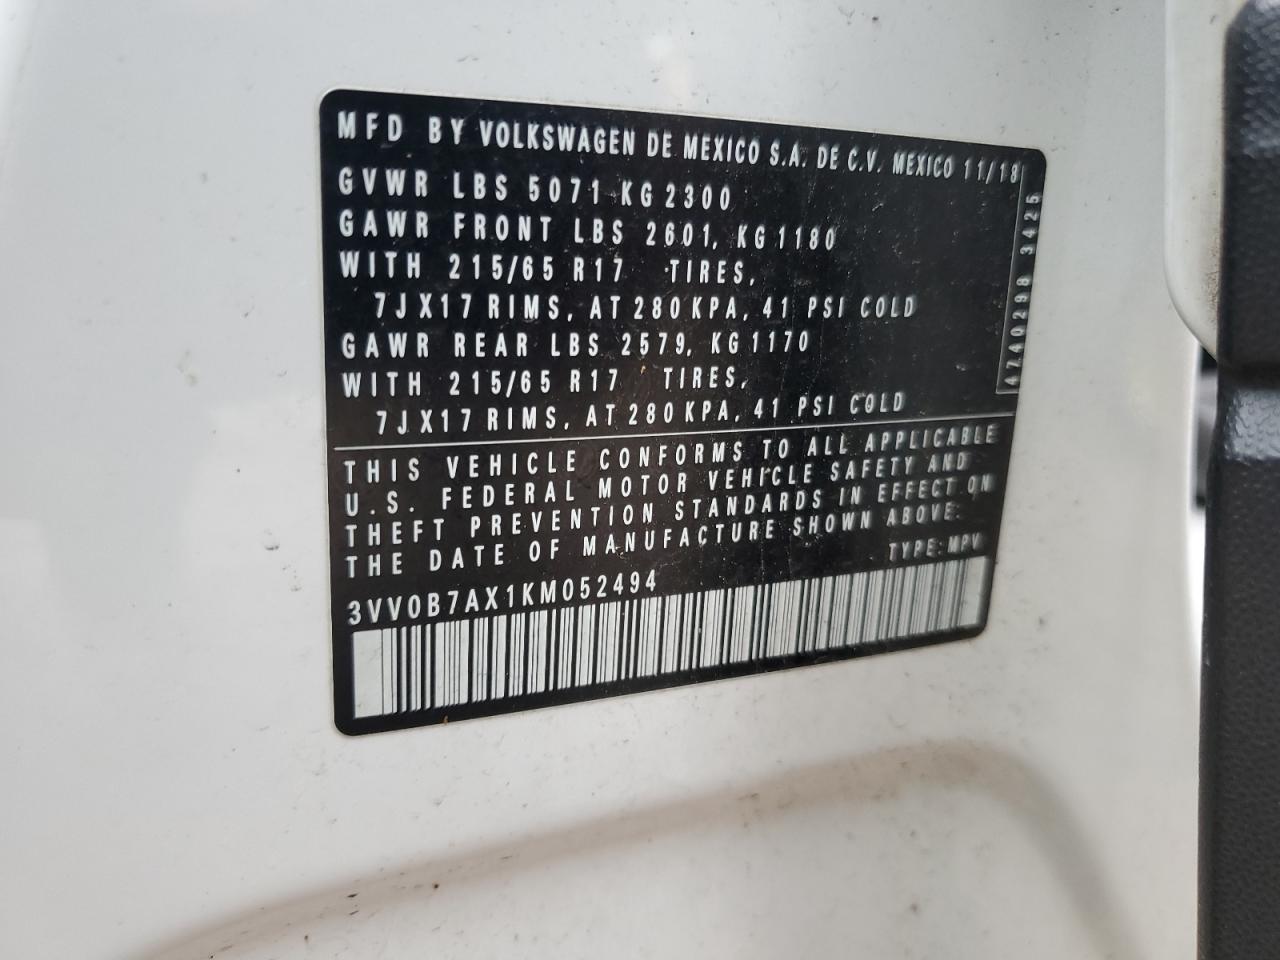 MFD BY VOLKSWAGEN DE MEXICO S.A. DE C.V. MEXICO 11/18
GVWR LBS 5071 KG 2300
GAWR FRONT LBS 2601, KG 1180
WITH 215/65 R17 TIRES,
7JX17 RIMS, AT 280 KPA, 41 PSI COLD
GAWR REAR LBS 2579, KG 1170
WITH 215/65 R17 TIRES,
7JX17 RIMS, AT 280 KPA, 41 PSI COLD
4740298 3425
THIS VEHICLE CONFORMS TO ALL APPLICABLE
U.S. FEDERAL MOTOR VEHICLE SAFETY AND
THEFT PREVENTION STANDARDS IN EFFECT ON
THE DATE OF MANUFACTURE SHOWN ABOVE.
TYPE: MPV
3VV0B7AX1KM052494